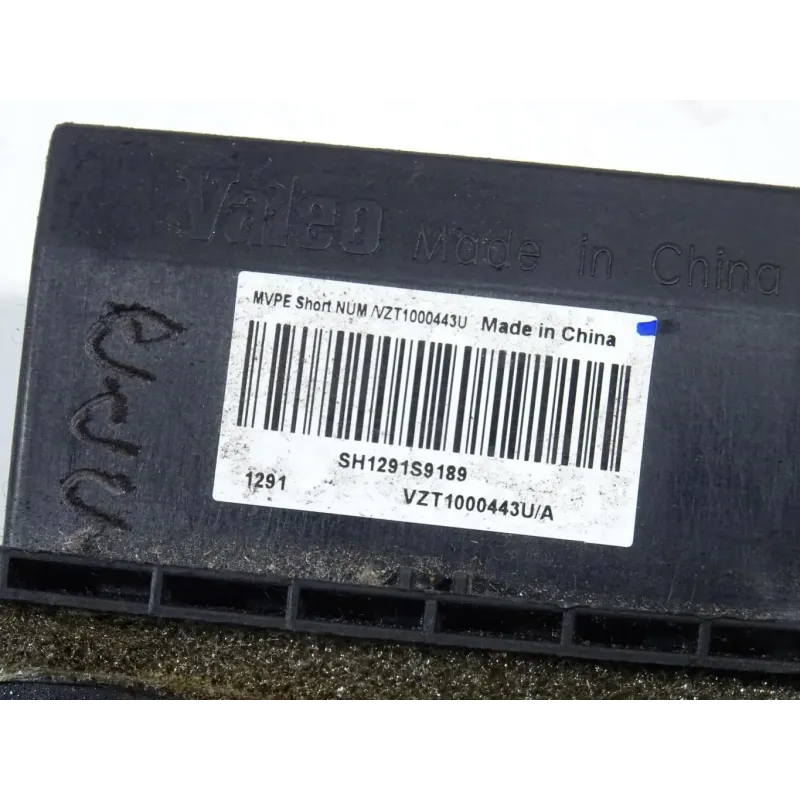 Valeo Made in China
MVPE Short NUM /VZT1000443U Made in China
SH1291S9189
1291 VZT1000443U/A